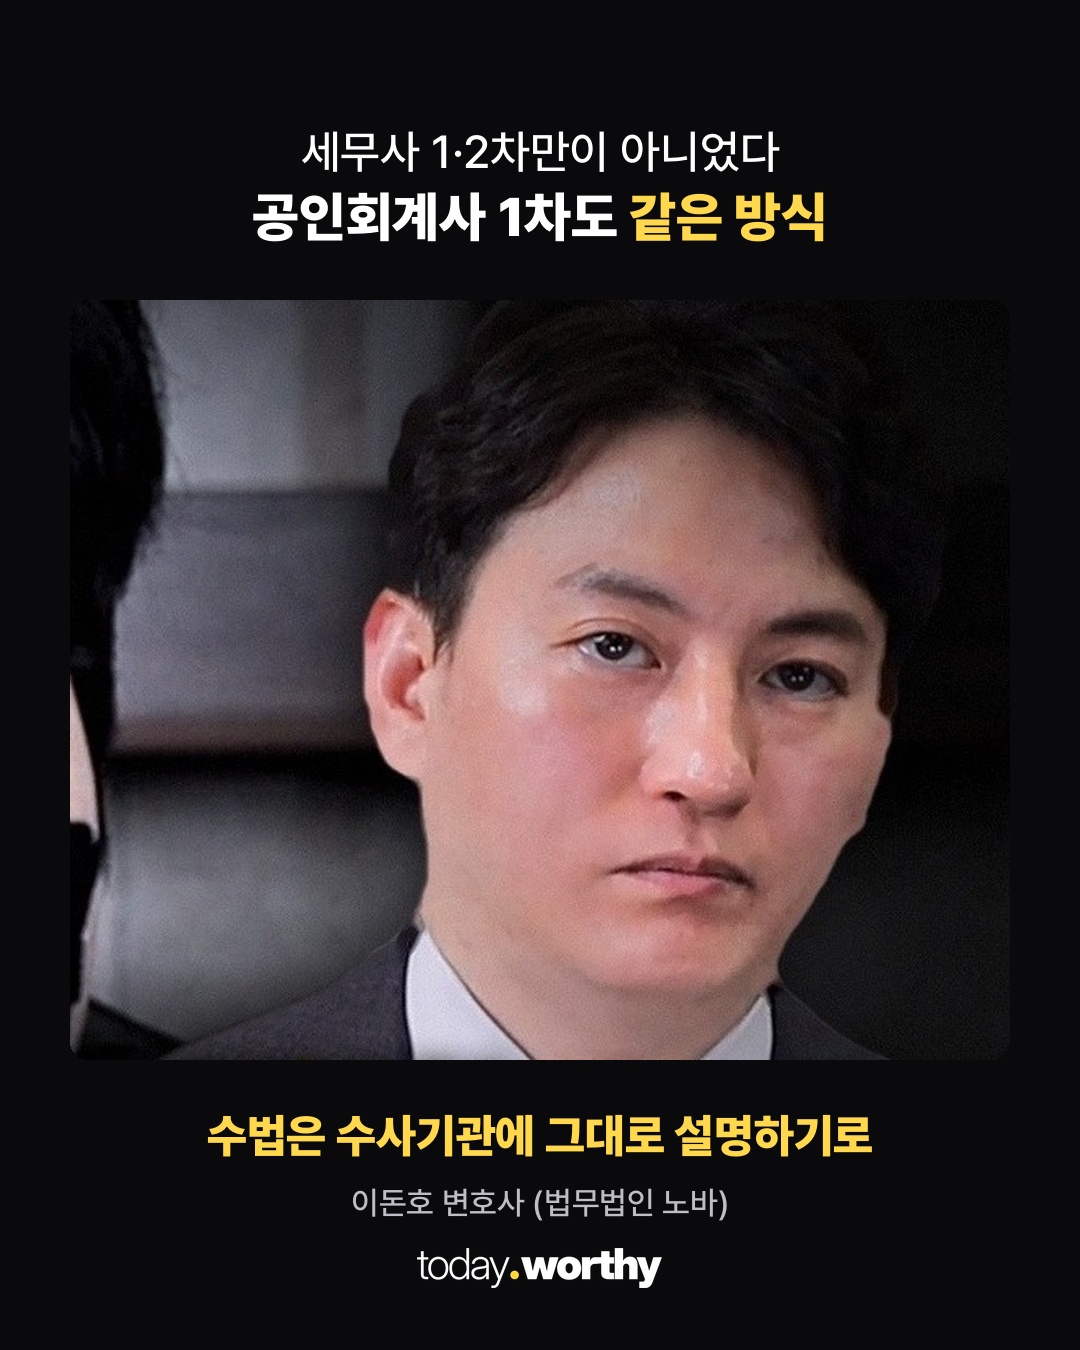 세무사 1·2차만이 아니었다
공인회계사 1차도 같은 방식
수법은 수사기관에 그대로 설명하기로
이돈호 변호사 (법무법인 노바)
today.worthy